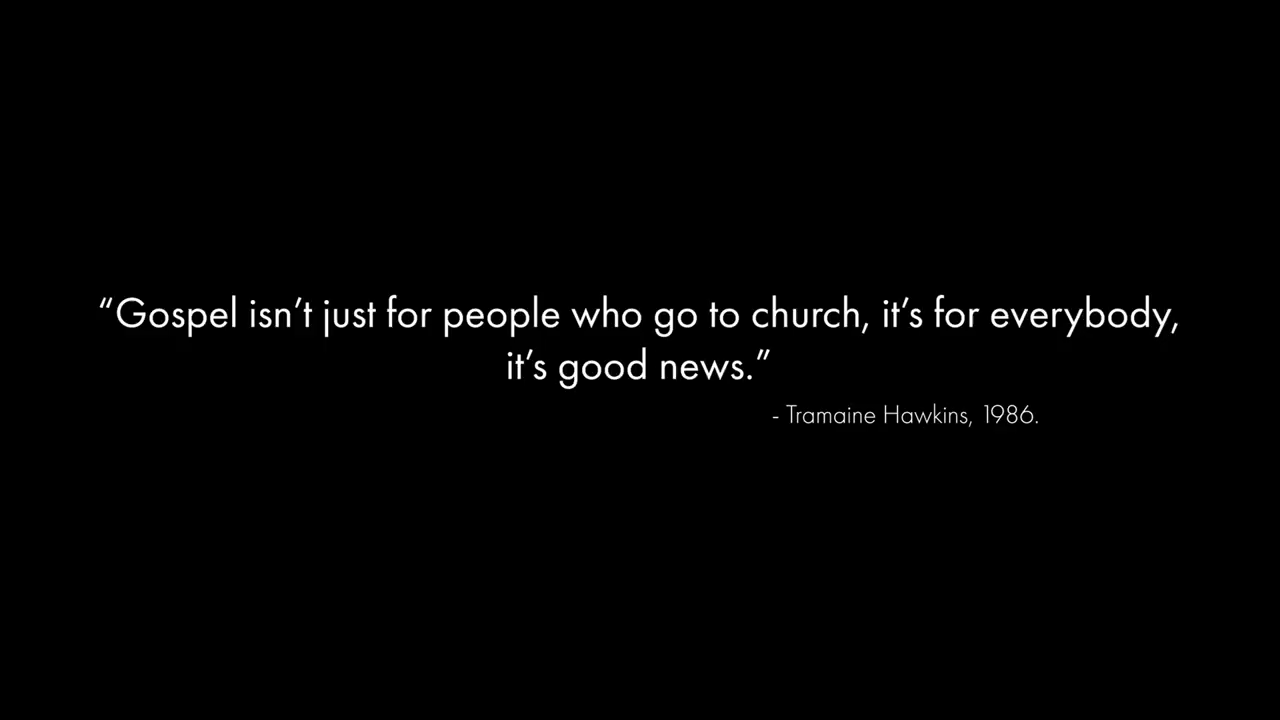 “Gospel isn’t just for people who go to church, it’s for everybody,
it’s good news.”
- Tramaine Hawkins, 1986.